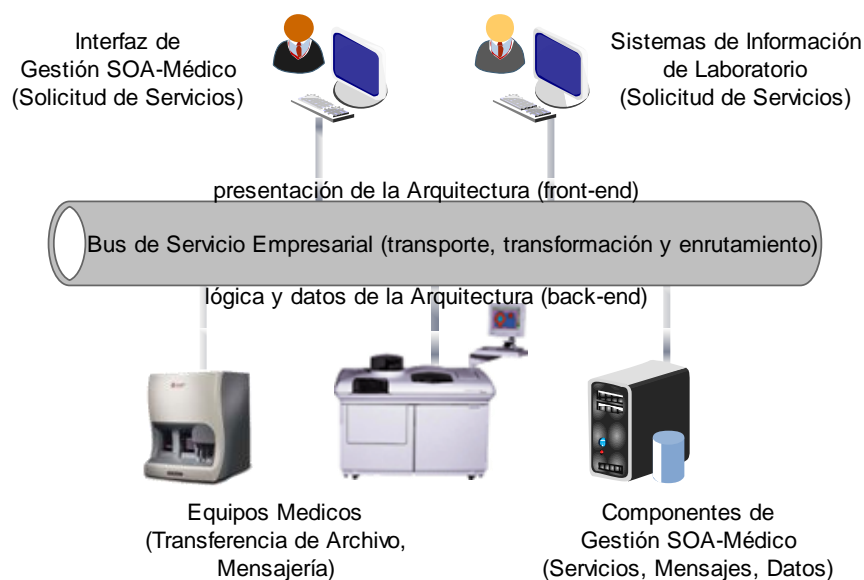 Interfaz de
Gestión SOA-Médico
(Solicitud de Servicios)
Sistemas de Información
de Laboratorio
(Solicitud de Servicios)
presentación de la Arquitectura (front-end)
Bus de Servicio Empresarial (transporte, transformación y enrutamiento)
lógica y datos de la Arquitectura (back-end)
Equipos Medicos
(Transferencia de Archivo,
Mensajería)
Componentes de
Gestión SOA-Médico
(Servicios, Mensajes, Datos)